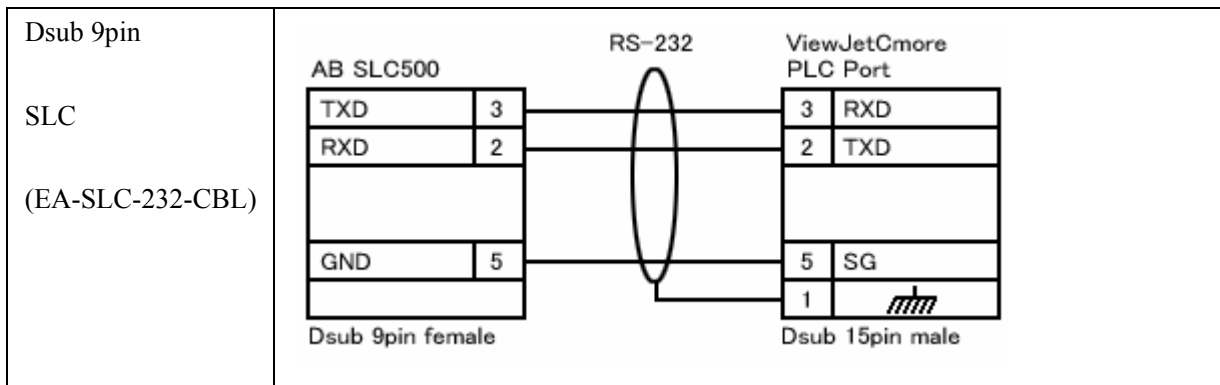 Dsub 9pin
SLC
(EA-SLC-232-CBL)
RS-232
AB SLC500
ViewJetCmore
PLC Port
TXD 3
3 RXD
RXD 2
2 TXD
GND 5
5 SG
1
Dsub 9pin female
Dsub 15pin male